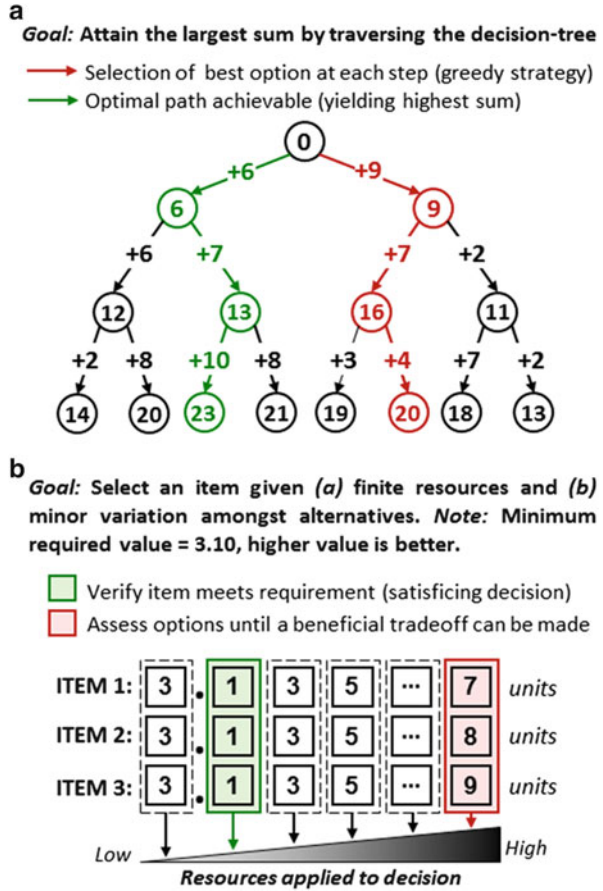 a
Goal: Attain the largest sum by traversing the decision-tree
Selection of best option at each step (greedy strategy)
Optimal path achievable (yielding highest sum)
0
+6 +9
6 9
+6 +7 +7 +2
12 13 16 11
+2 +8 +10 +8 +3 +4 +7 +2
14 20 23 21 19 20 18 13
b
Goal: Select an item given (a) finite resources and (b)
minor variation amongst alternatives. Note: Minimum
required value = 3.10, higher value is better.
Verify item meets requirement (satisficing decision)
Assess options until a beneficial tradeoff can be made
ITEM 1: 3 . 1 3 5 ... 7 units
ITEM 2: 3 . 1 3 5 ... 8 units
ITEM 3: 3 . 1 3 5 ... 9 units
Low High
Resources applied to decision